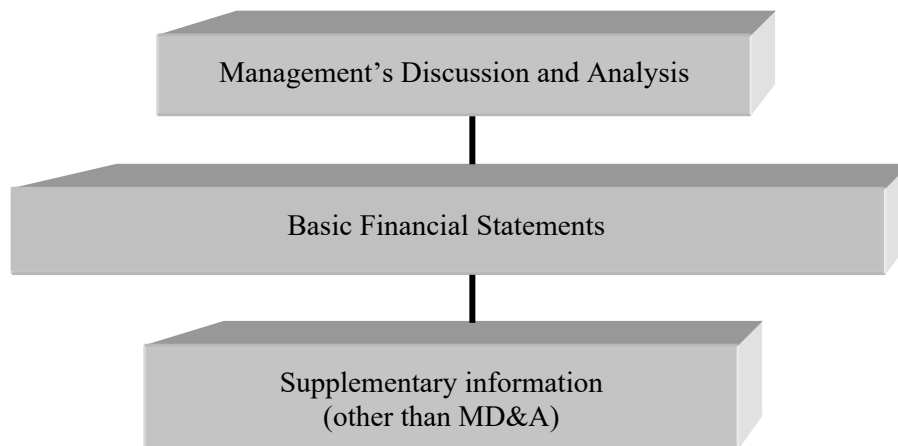 Management’s Discussion and Analysis
Basic Financial Statements
Supplementary information
(other than MD&A)